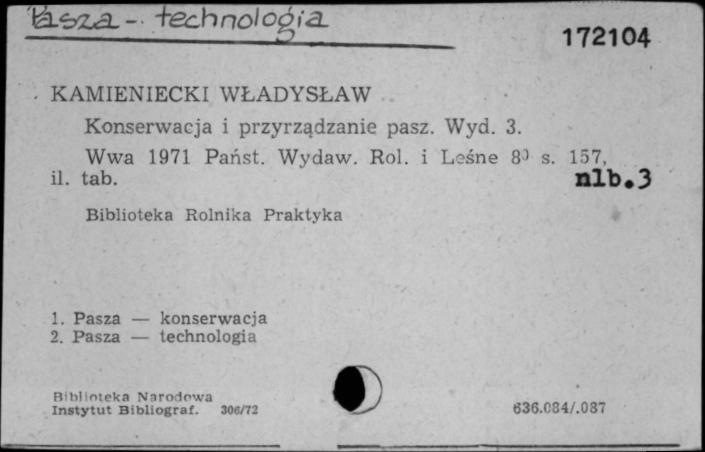 Pasza - technologia
172104
KAMIENIECKI WŁADYSŁAW
Konserwacja i przyrządzanie pasz. Wyd. 3.
Wwa 1971 Państ. Wydaw. Rol. i Leśne 8⁰ s. 157,
il. tab. nlb.3
Biblioteka Rolnika Praktyka
1. Pasza — konserwacja
2. Pasza — technologia
Biblioteka Narodowa
Instytut Bibliograf. 306/72
636.084/.087